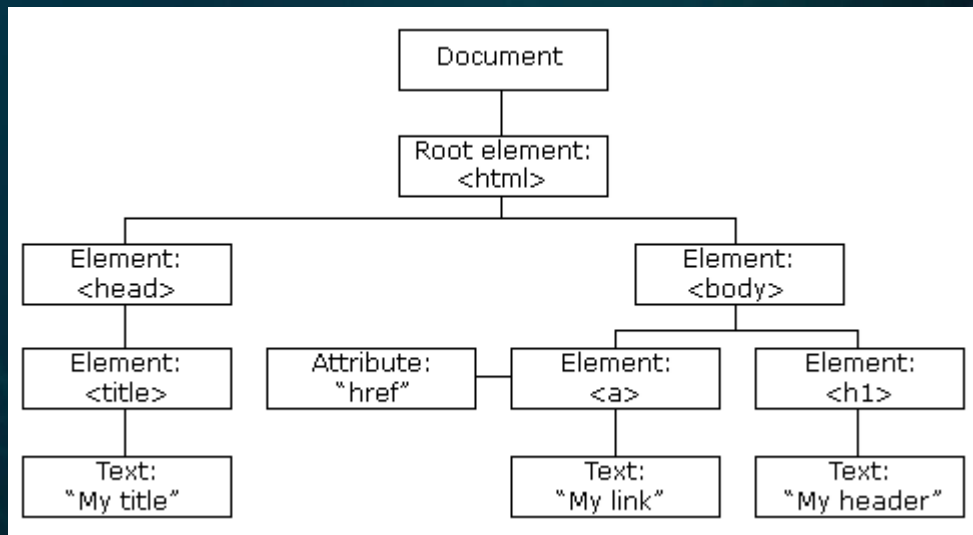 Document
Root element:
<html>
Element:
<head>
Element:
<body>
Element:
<title>
Attribute:
“href”
Element:
<a>
Element:
<h1>
Text:
“My title”
Text:
“My link”
Text:
“My header”